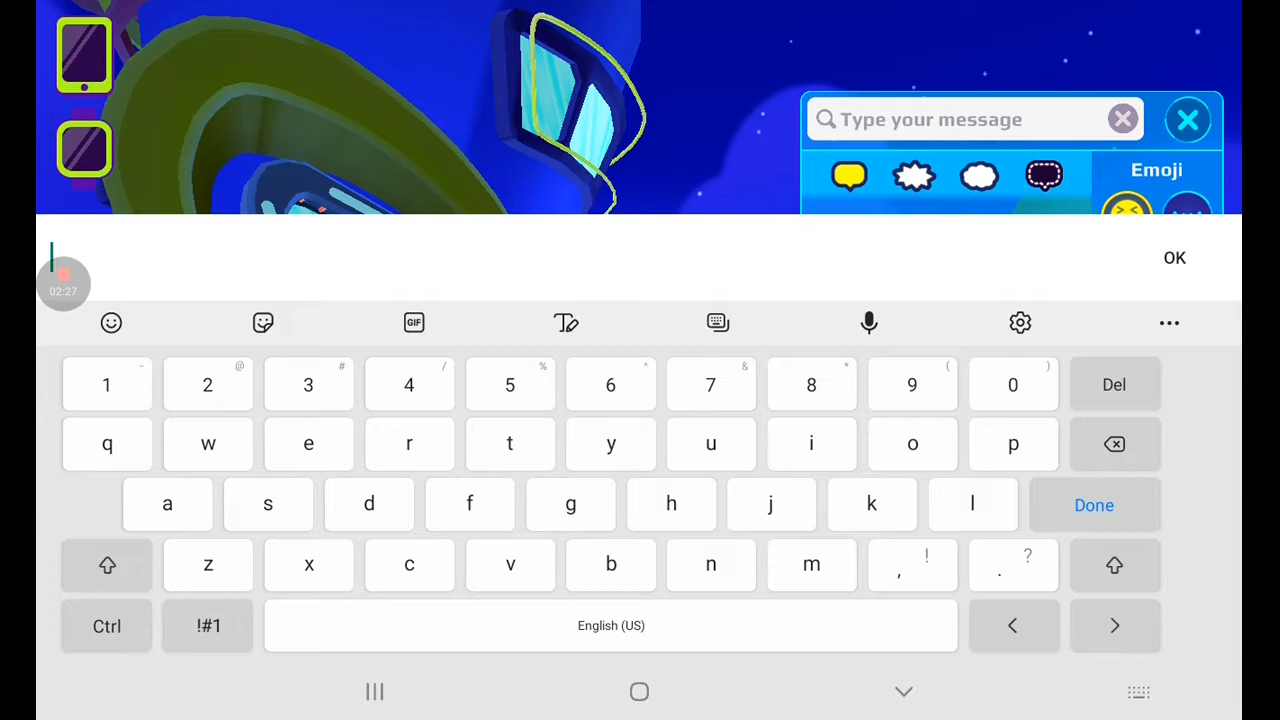 Type your message
Emoji
OK
02:27
GIF
1 ~ 2 @ 3 # 4 / 5 % 6 ^ 7 & 8 * 9 ( 0 ) Del
q w e r t y u i o p
a s d f g h j k l Done
z x c v b n m , ! . ?
Ctrl !#1 English (US) < >